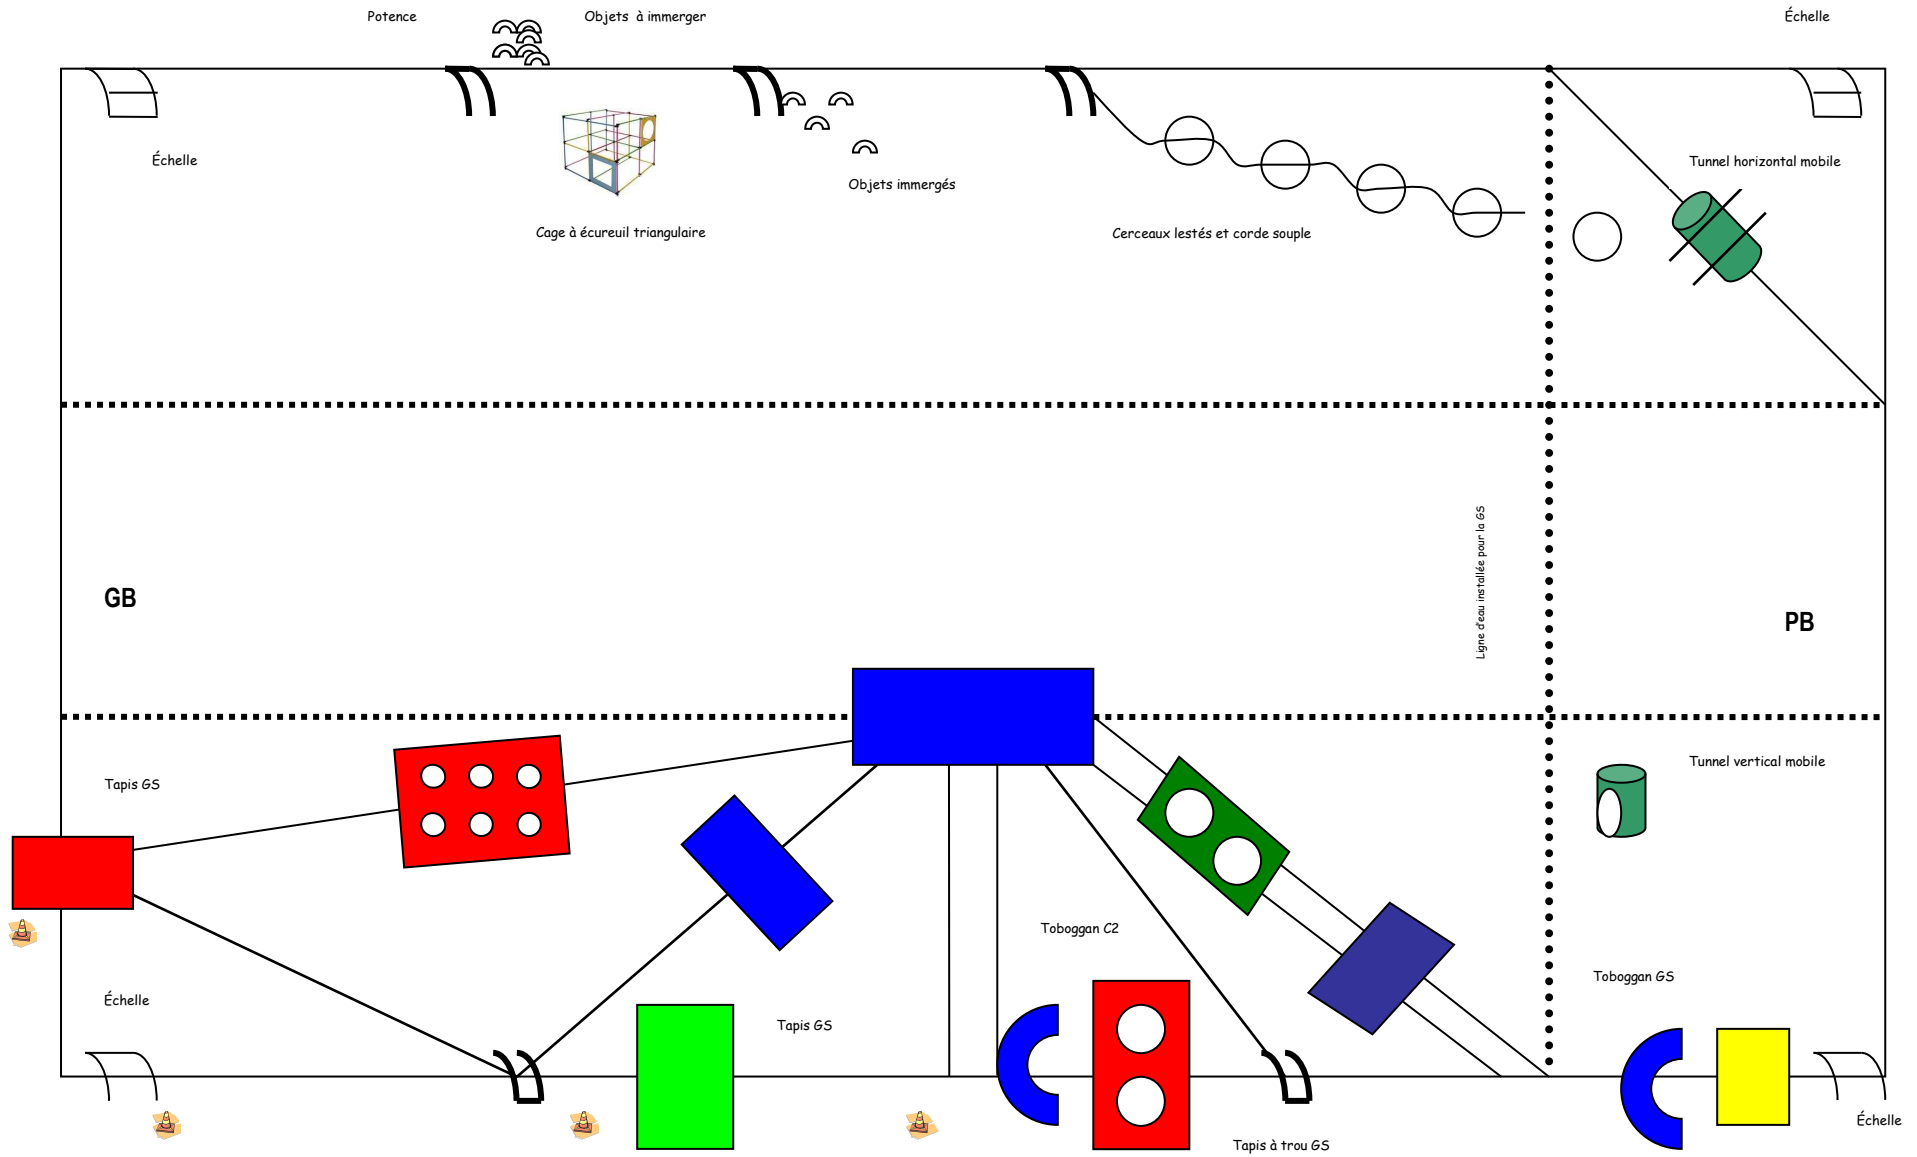 Potence
Objets à immerger
Échelle
Échelle
Tunnel horizontal mobile
Objets immergés
Cage à écureuil triangulaire
Cerceaux lestés et corde souple
Ligne d'eau installée pour la GS
GB
PB
Tapis GS
Tunnel vertical mobile
Toboggan C2
Toboggan GS
Échelle
Tapis GS
Échelle
Tapis à trou GS